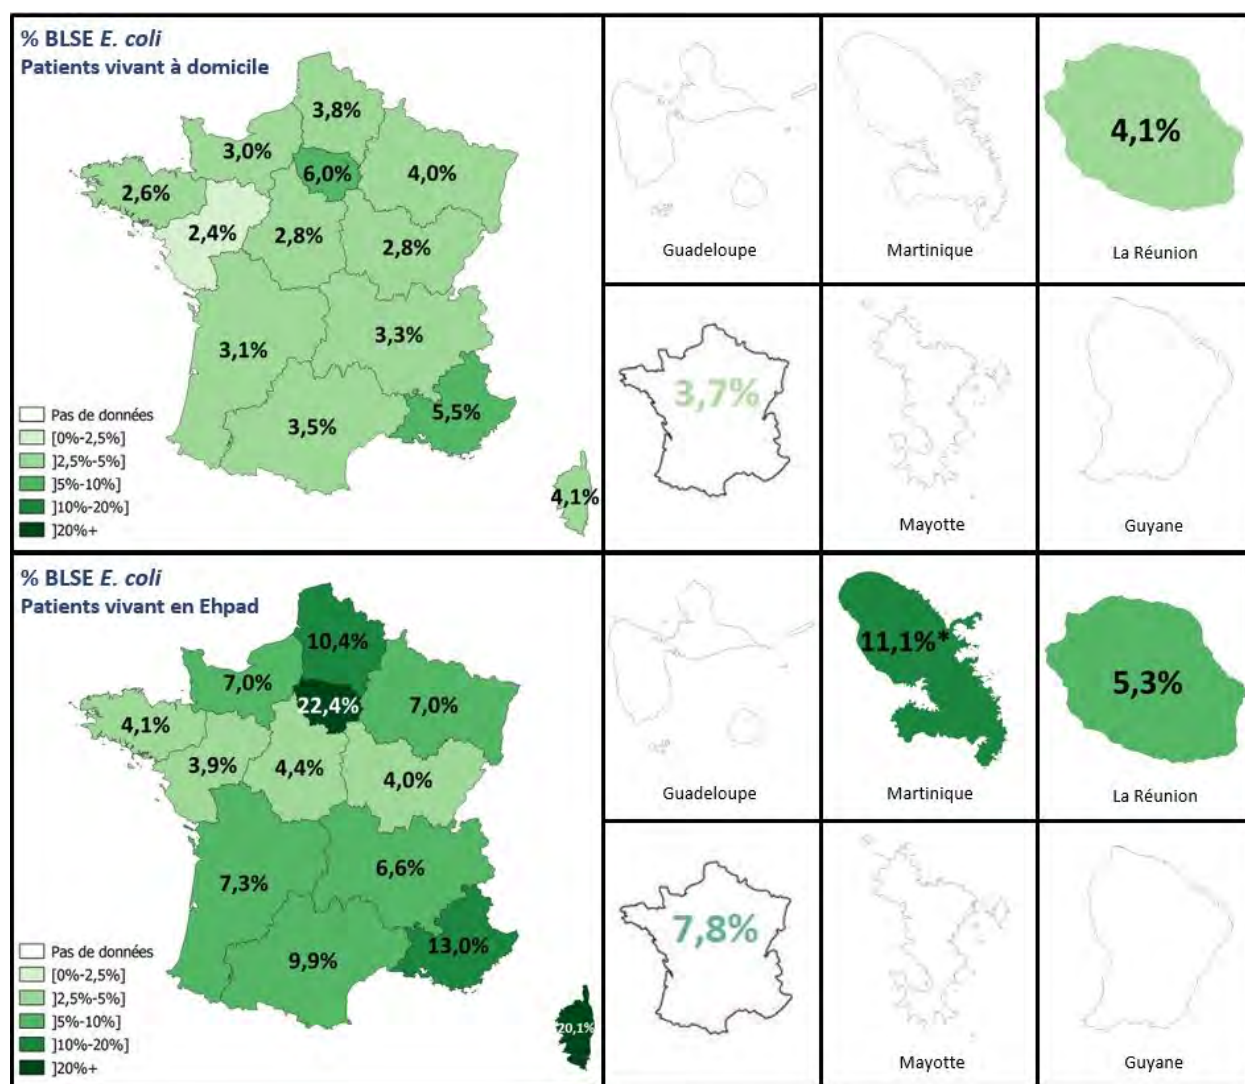 % BLSE E. coli
Patients vivant à domicile
3,8%
3,0%
6,0%
4,0%
2,6%
2,4%
2,8%
2,8%
3,1%
3,3%
5,5%
3,5%
4,1%
Pas de données
[0%-2,5%]
]2,5%-5%]
]5%-10%]
]10%-20%]
]20%+
Guadeloupe
Martinique
4,1%
La Réunion
3,7%
Mayotte
Guyane
% BLSE E. coli
Patients vivant en Ehpad
10,4%
7,0%
22,4%
7,0%
4,1%
3,9%
4,4%
4,0%
7,3%
6,6%
13,0%
9,9%
20,1%
Pas de données
[0%-2,5%]
]2,5%-5%]
]5%-10%]
]10%-20%]
]20%+
Guadeloupe
11,1%*
Martinique
5,3%
La Réunion
7,8%
Mayotte
Guyane